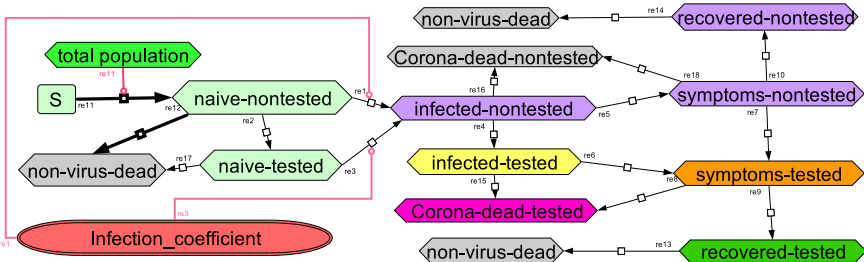 non-virus-dead
re14
recovered-nontested
total population
re11
Corona-dead-nontested
re18
re10
S
re11
re12
naive-nontested
re1
re16
infected-nontested
re5
symptoms-nontested
re7
re2
re4
non-virus-dead
re17
naive-tested
re3
infected-tested
re6
re8
symptoms-tested
re15
re9
Corona-dead-tested
re3
re1
Infection_coefficient
non-virus-dead
re13
recovered-tested